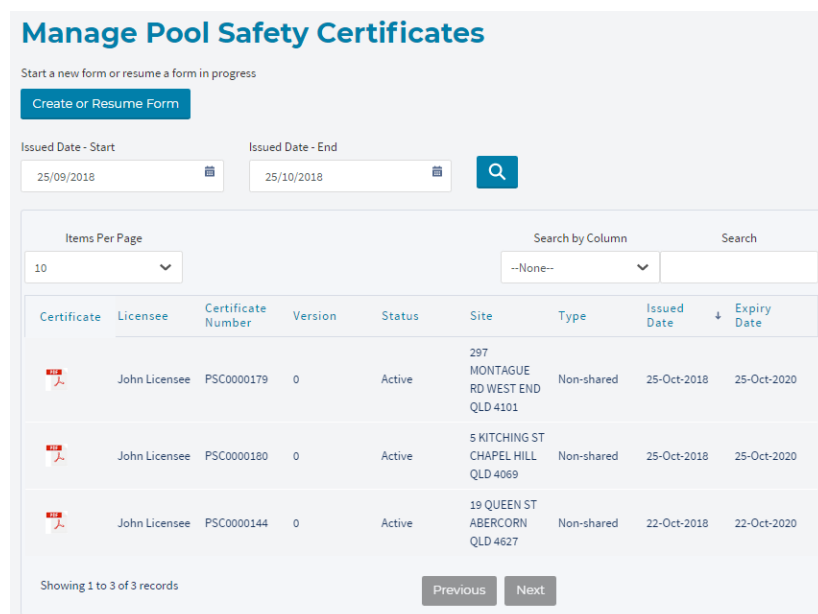 Manage Pool Safety Certificates
Start a new form or resume a form in progress
Create or Resume Form
Issued Date - Start
Issued Date - End
25/09/2018
25/10/2018
Items Per Page
Search by Column
Search
10
--None--
Certificate Licensee Certificate Number Version Status Site Type Issued Date Expiry Date
PDF John Licensee PSC0000179 0 Active 297 MONTAGUE RD WEST END QLD 4101 Non-shared 25-Oct-2018 25-Oct-2020
PDF John Licensee PSC0000180 0 Active 5 KITCHING ST CHAPEL HILL QLD 4069 Non-shared 25-Oct-2018 25-Oct-2020
PDF John Licensee PSC0000144 0 Active 19 QUEEN ST ABERCORN QLD 4627 Non-shared 22-Oct-2018 22-Oct-2020
Showing 1 to 3 of 3 records
Previous
Next